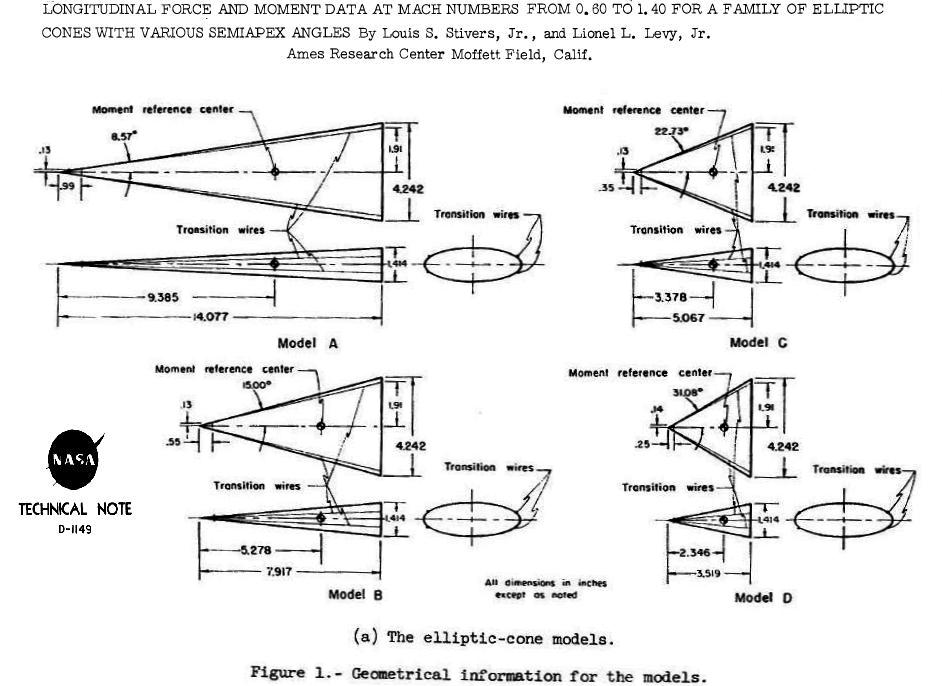 LONGITUDINAL FORCE AND MOMENT DATA AT MACH NUMBERS FROM 0.60 TO 1.40 FOR A FAMILY OF ELLIPTIC
CONES WITH VARIOUS SEMIAPEX ANGLES By Louis S. Stivers, Jr., and Lionel L. Levy, Jr.
Ames Research Center Moffett Field, Calif.
Moment reference center
8.57°
.13
.99
1.91
4.242
Transition wires
Transition wires
1.414
9.385
14.077
Model A
Moment reference center
22.73°
.13
.35
1.91
4.242
Transition wires
Transition wires
1.414
3.378
5.067
Model C
Moment reference center
15.00°
.13
.55
1.91
4.242
Transition wires
Transition wires
1.414
5.278
7.917
Model B
Moment reference center
31.08°
.14
.25
1.91
4.242
Transition wires
Transition wires
1.414
2.346
3.519
Model D
All dimensions in inches
except as noted
NASA
TECHNICAL NOTE
D-1149
(a) The elliptic-cone models.
Figure 1.- Geometrical information for the models.